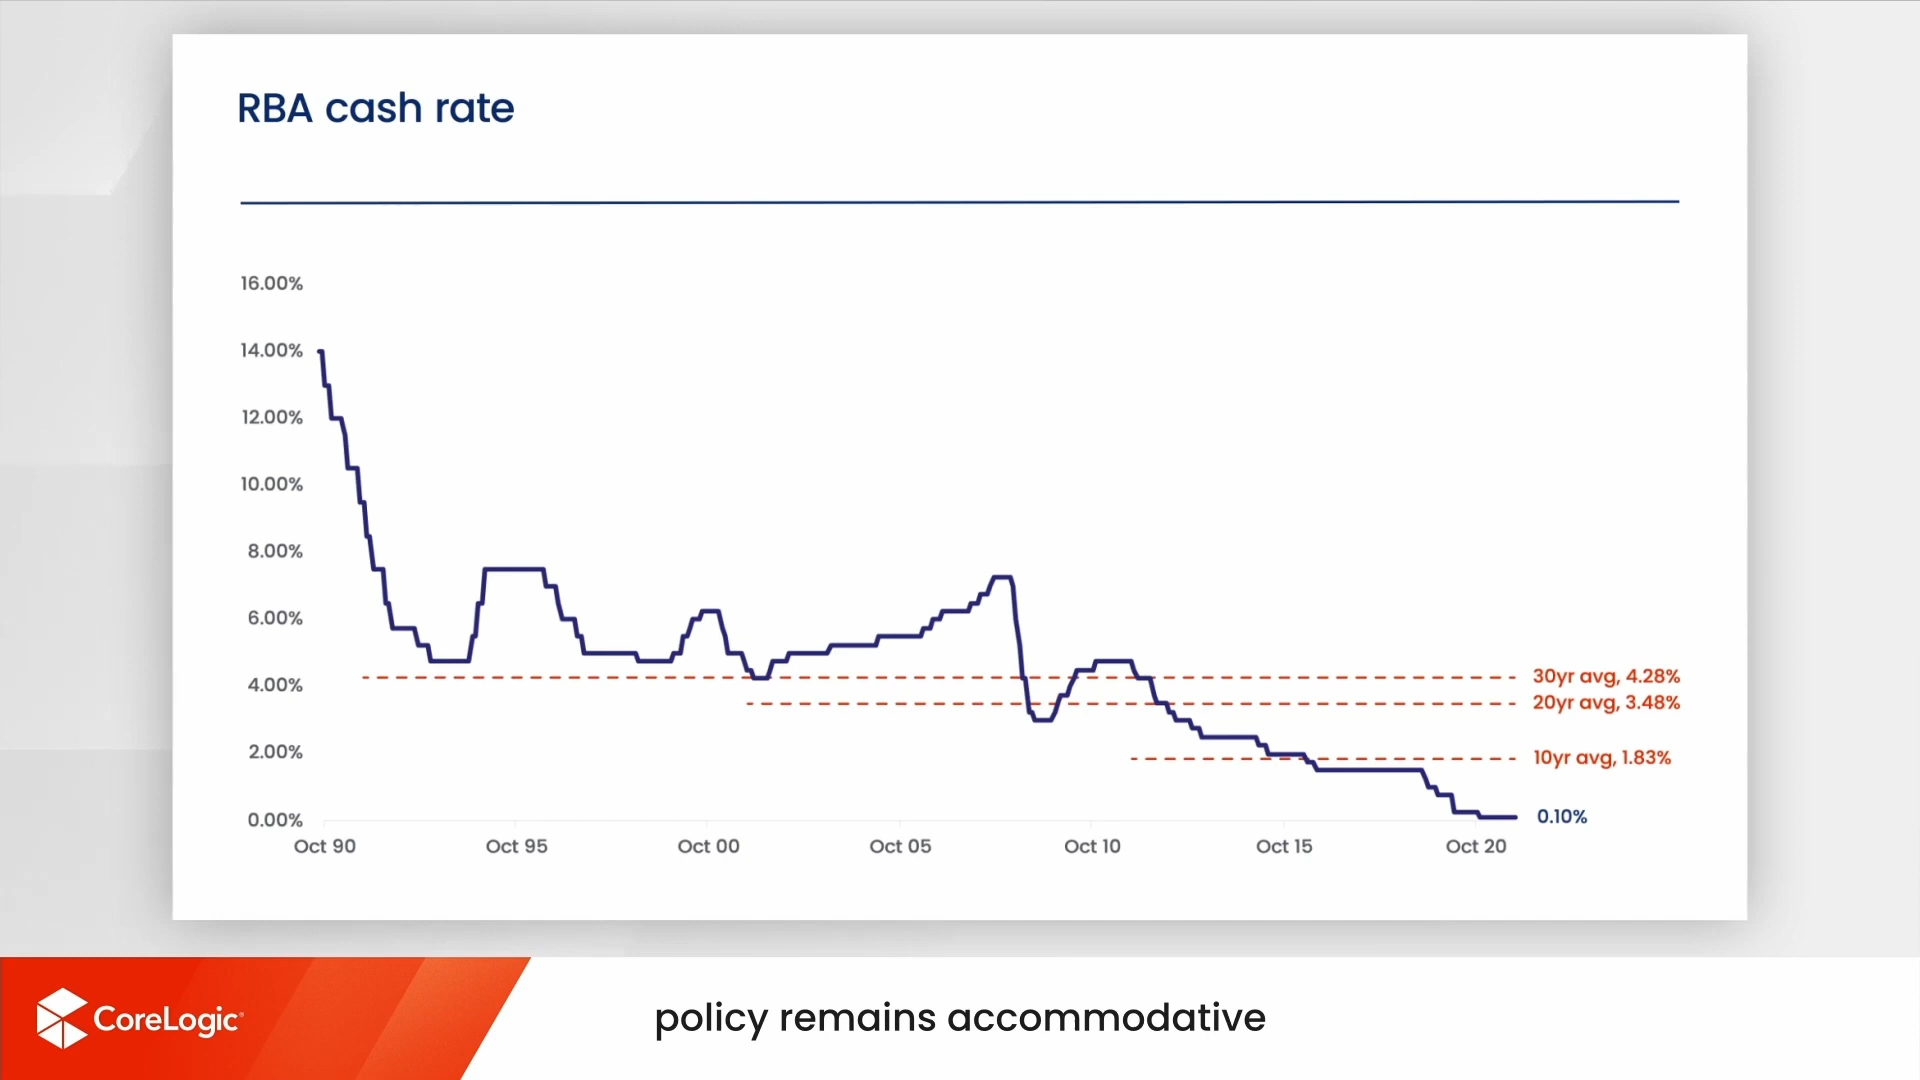 RBA cash rate
16.00%
14.00%
12.00%
10.00%
8.00%
6.00%
4.00%
2.00%
0.00%
30yr avg, 4.28%
20yr avg, 3.48%
10yr avg, 1.83%
0.10%
Oct 90 Oct 95 Oct 00 Oct 05 Oct 10 Oct 15 Oct 20
CoreLogic
policy remains accommodative